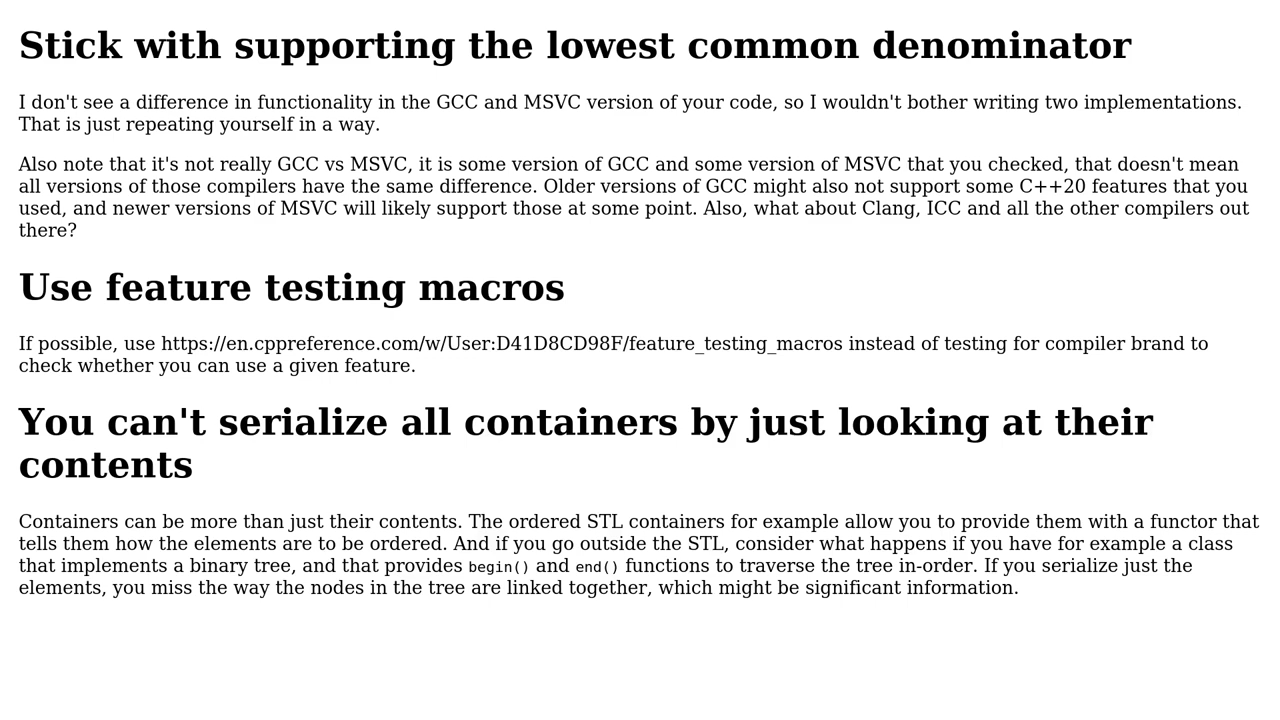 Stick with supporting the lowest common denominator
I don't see a difference in functionality in the GCC and MSVC version of your code, so I wouldn't bother writing two implementations.
That is just repeating yourself in a way.
Also note that it's not really GCC vs MSVC, it is some version of GCC and some version of MSVC that you checked, that doesn't mean
all versions of those compilers have the same difference. Older versions of GCC might also not support some C++20 features that you
used, and newer versions of MSVC will likely support those at some point. Also, what about Clang, ICC and all the other compilers out
there?
Use feature testing macros
If possible, use https://en.cppreference.com/w/User:D41D8CD98F/feature_testing_macros instead of testing for compiler brand to
check whether you can use a given feature.
You can't serialize all containers by just looking at their
contents
Containers can be more than just their contents. The ordered STL containers for example allow you to provide them with a functor that
tells them how the elements are to be ordered. And if you go outside the STL, consider what happens if you have for example a class
that implements a binary tree, and that provides begin() and end() functions to traverse the tree in-order. If you serialize just the
elements, you miss the way the nodes in the tree are linked together, which might be significant information.